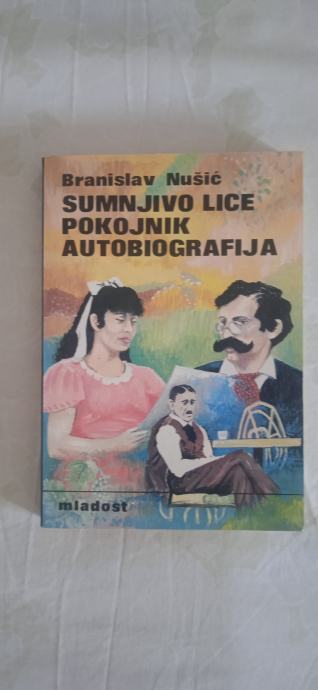 Branislav Nušić
SUMNJIVO LICE
POKOJNIK
AUTOBIOGRAFIJA
mladost